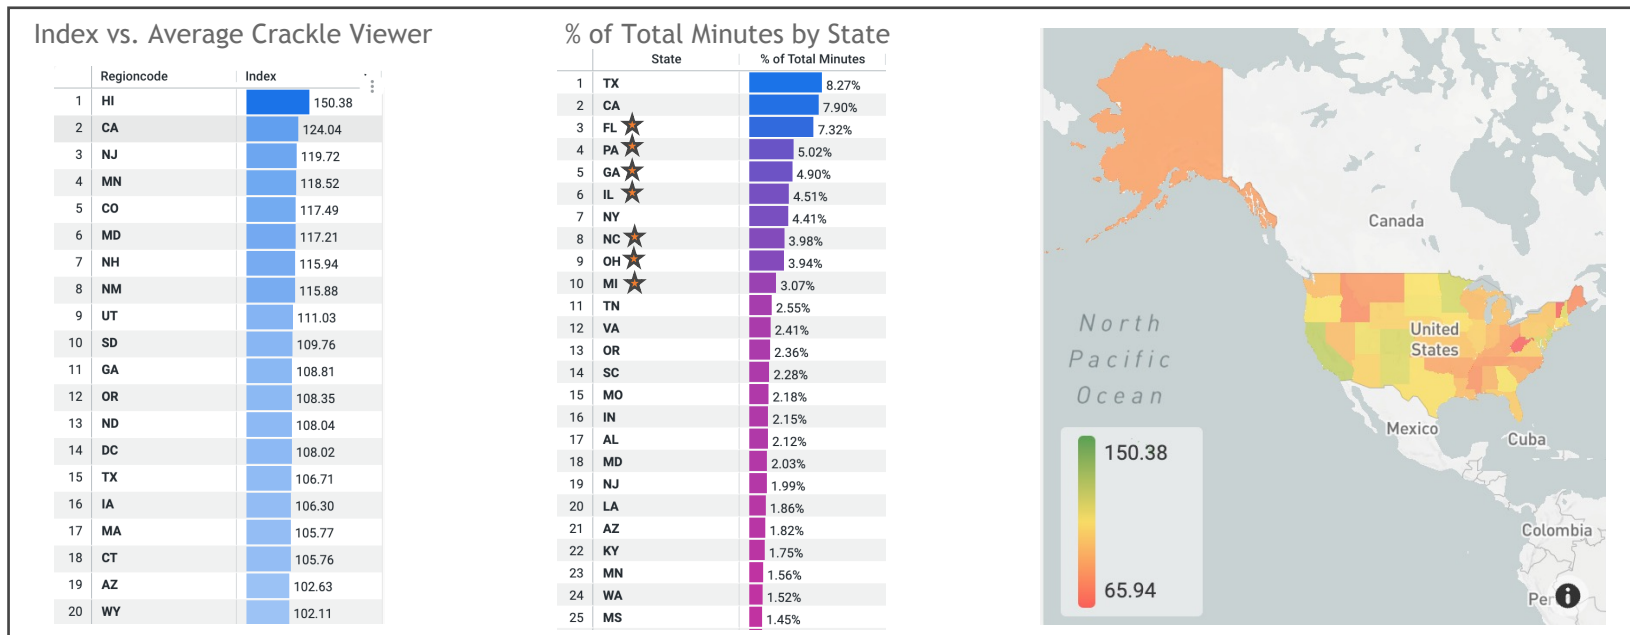 Index vs. Average Crackle Viewer
Regioncode Index
1 HI 150.38
2 CA 124.04
3 NJ 119.72
4 MN 118.52
5 CO 117.49
6 MD 117.21
7 NH 115.94
8 NM 115.88
9 UT 111.03
10 SD 109.76
11 GA 108.81
12 OR 108.35
13 ND 108.04
14 DC 108.02
15 TX 106.71
16 IA 106.30
17 MA 105.77
18 CT 105.76
19 AZ 102.63
20 WY 102.11
% of Total Minutes by State
State % of Total Minutes
1 TX 8.27%
2 CA 7.90%
3 FL 7.32%
4 PA 5.02%
5 GA 4.90%
6 IL 4.51%
7 NY 4.41%
8 NC 3.98%
9 OH 3.94%
10 MI 3.07%
11 TN 2.55%
12 VA 2.41%
13 OR 2.36%
14 SC 2.28%
15 MO 2.18%
16 IN 2.15%
17 AL 2.12%
18 MD 2.03%
19 NJ 1.99%
20 LA 1.86%
21 AZ 1.82%
22 KY 1.75%
23 MN 1.56%
24 WA 1.52%
25 MS 1.45%
Canada
North
Pacific
Ocean
United
States
Mexico
Cuba
150.38
65.94
Colombia
Per
i